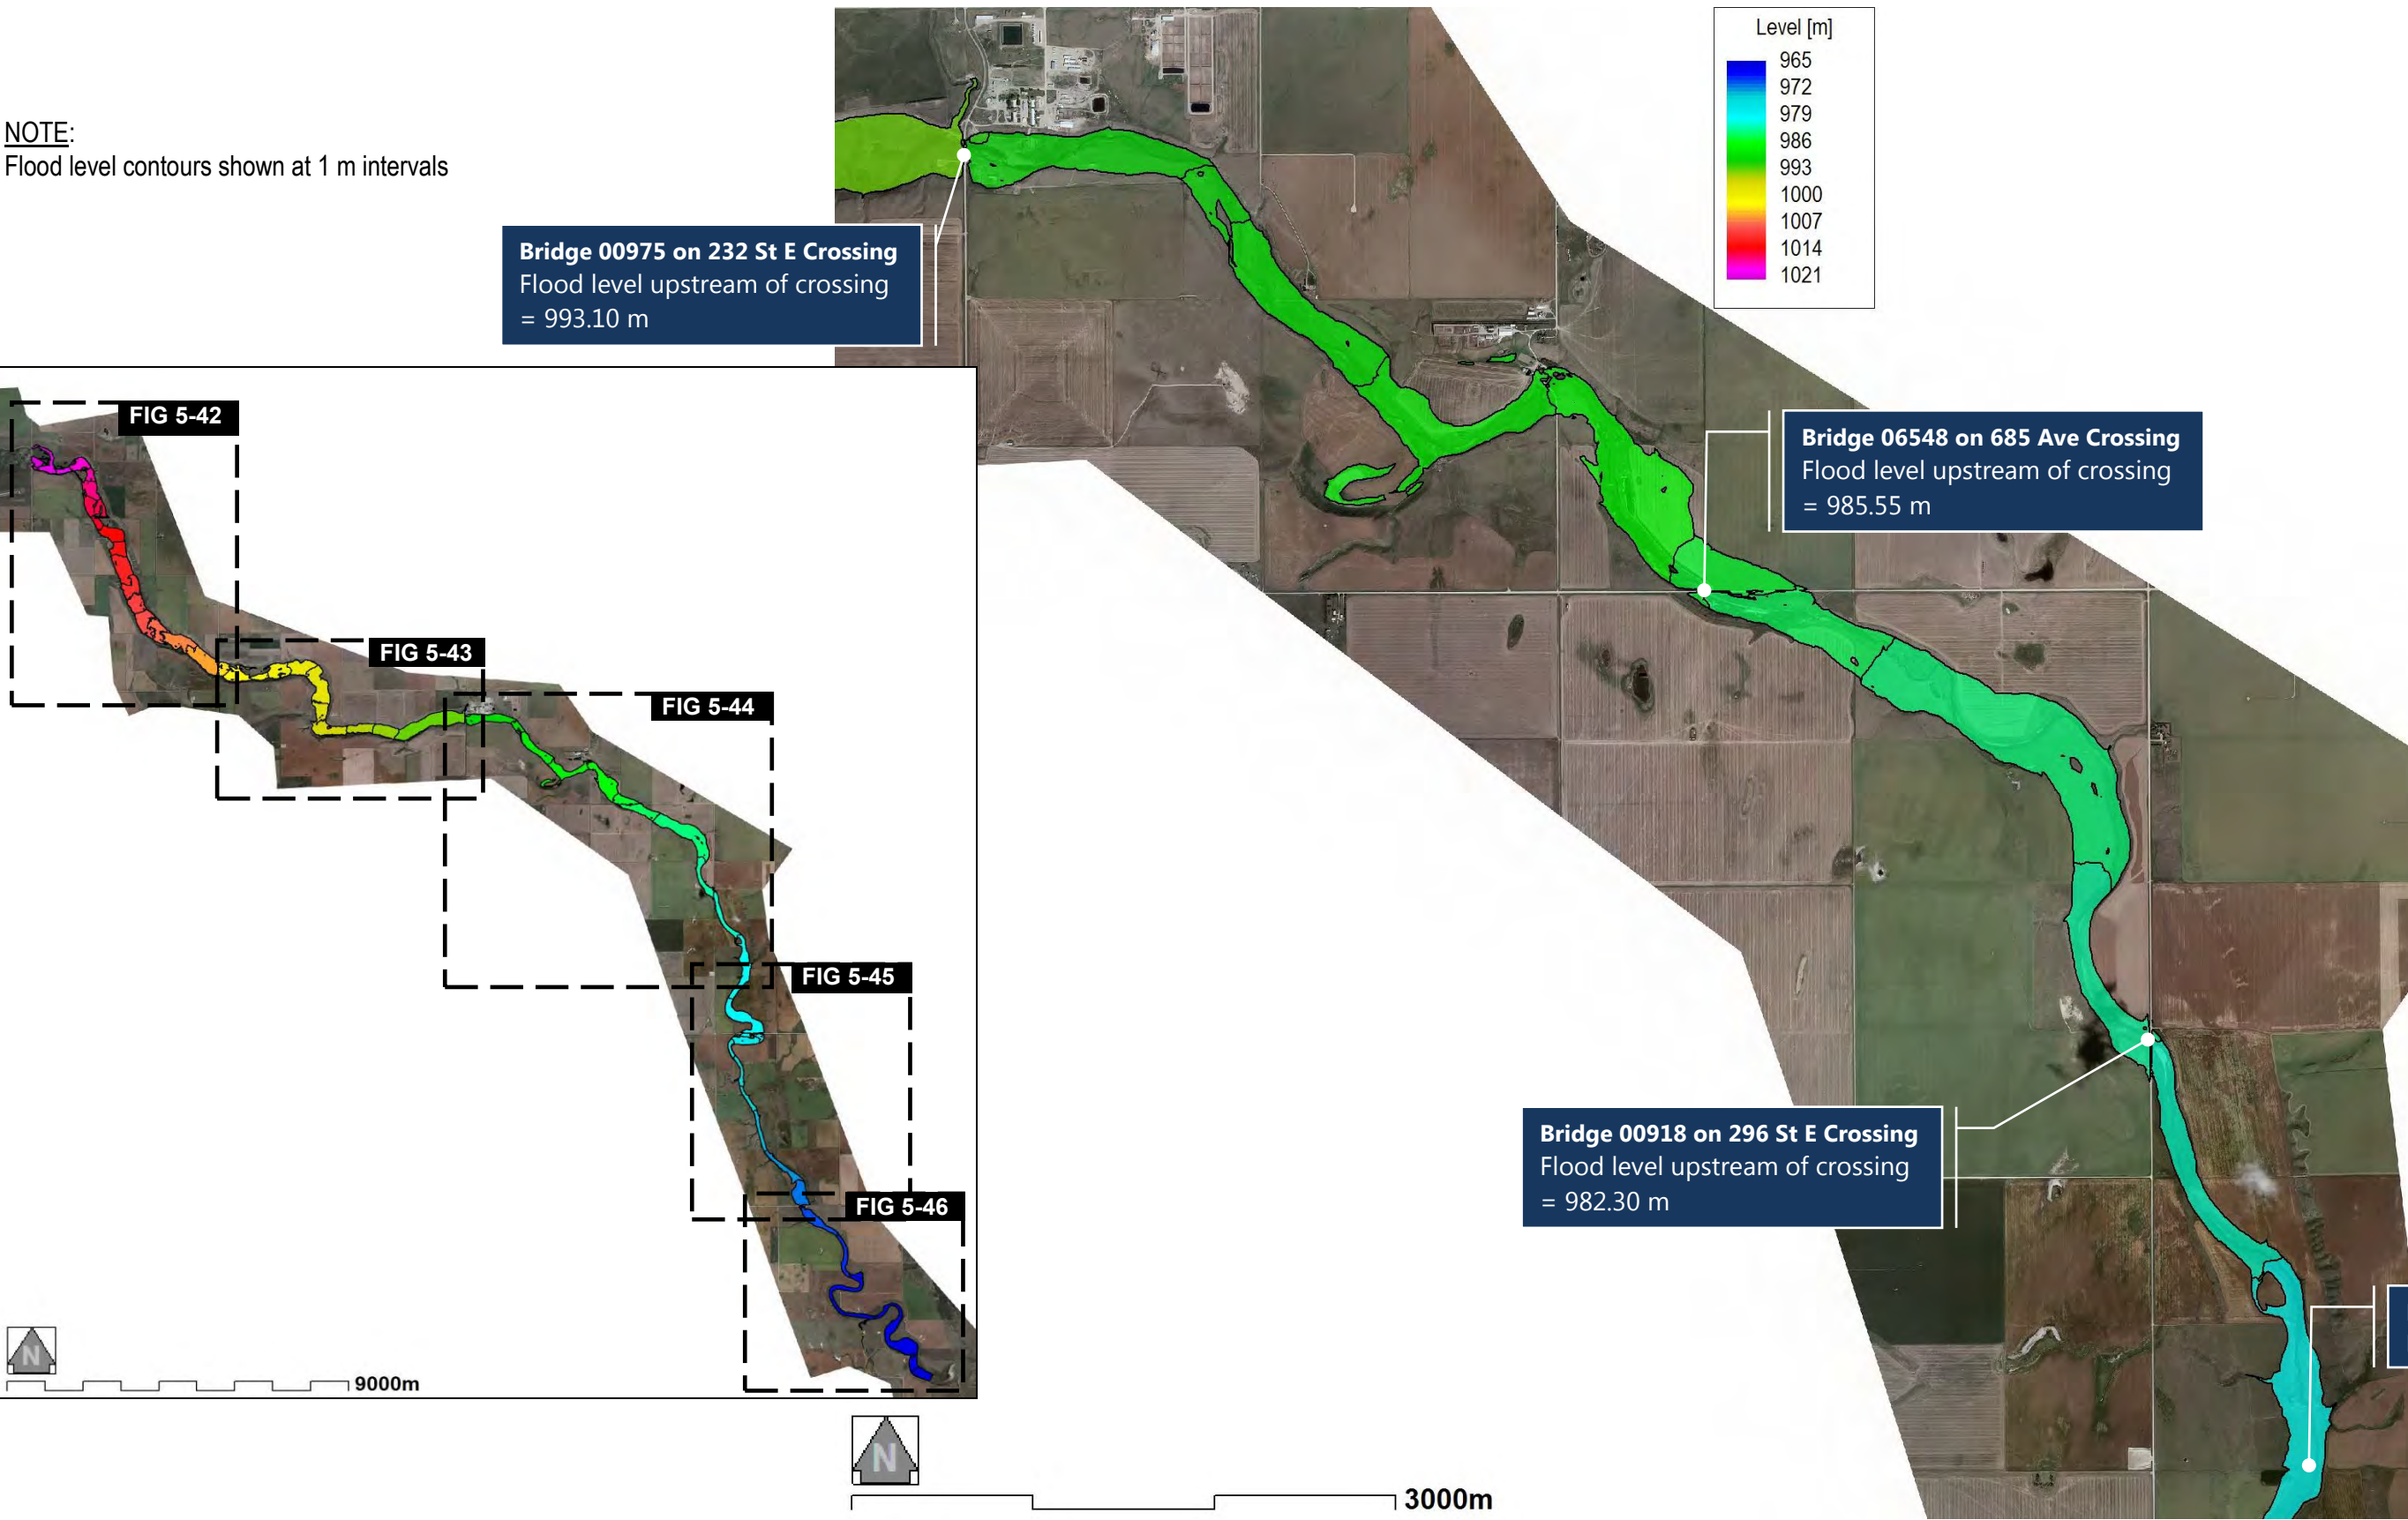 NOTE:
Flood level contours shown at 1 m intervals
Level [m]
965
972
979
986
993
1000
1007
1014
1021
Bridge 00975 on 232 St E Crossing
Flood level upstream of crossing
= 993.10 m
Bridge 06548 on 685 Ave Crossing
Flood level upstream of crossing
= 985.55 m
Bridge 00918 on 296 St E Crossing
Flood level upstream of crossing
= 982.30 m
FIG 5-42
FIG 5-43
FIG 5-44
FIG 5-45
FIG 5-46
N
9000m
N
3000m